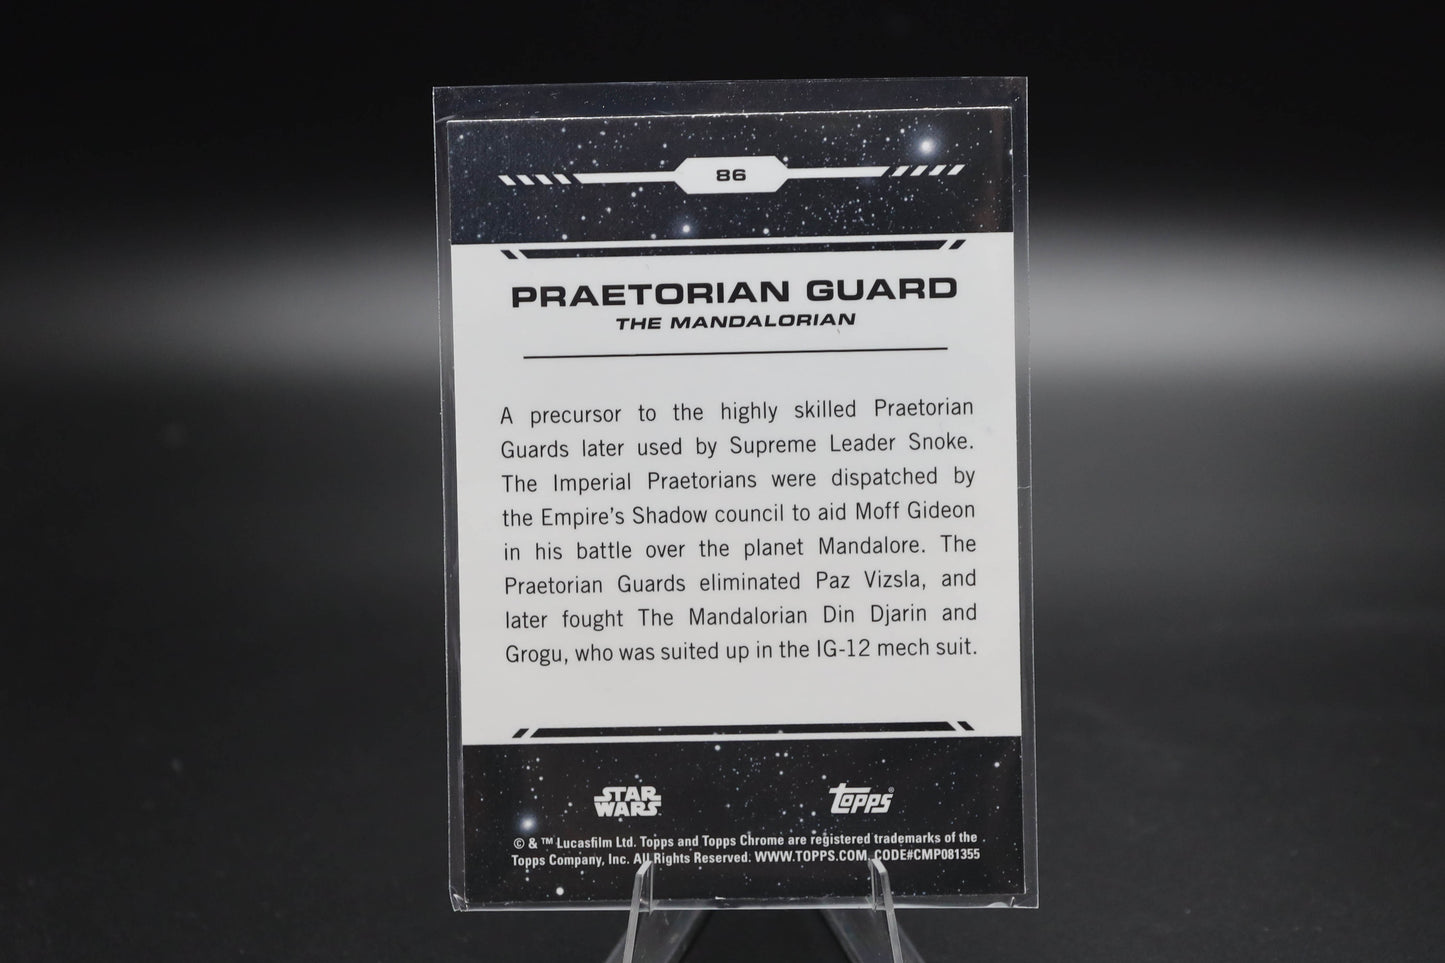 86
PRAETORIAN GUARD
THE MANDALORIAN
A precursor to the highly skilled Praetorian
Guards later used by Supreme Leader Snoke.
The Imperial Praetorians were dispatched by
the Empire's Shadow council to aid Moff Gideon
in his battle over the planet Mandalore. The
Praetorian Guards eliminated Paz Vizsla, and
later fought The Mandalorian Din Djarin and
Grogu, who was suited up in the IG-12 mech suit.
STAR
WARS
TOPPS®
© & ™ Lucasfilm Ltd. Topps and Topps Chrome are registered trademarks of the
Topps Company, Inc. All Rights Reserved. WWW.TOPPS.COM. CODE#CMP081355